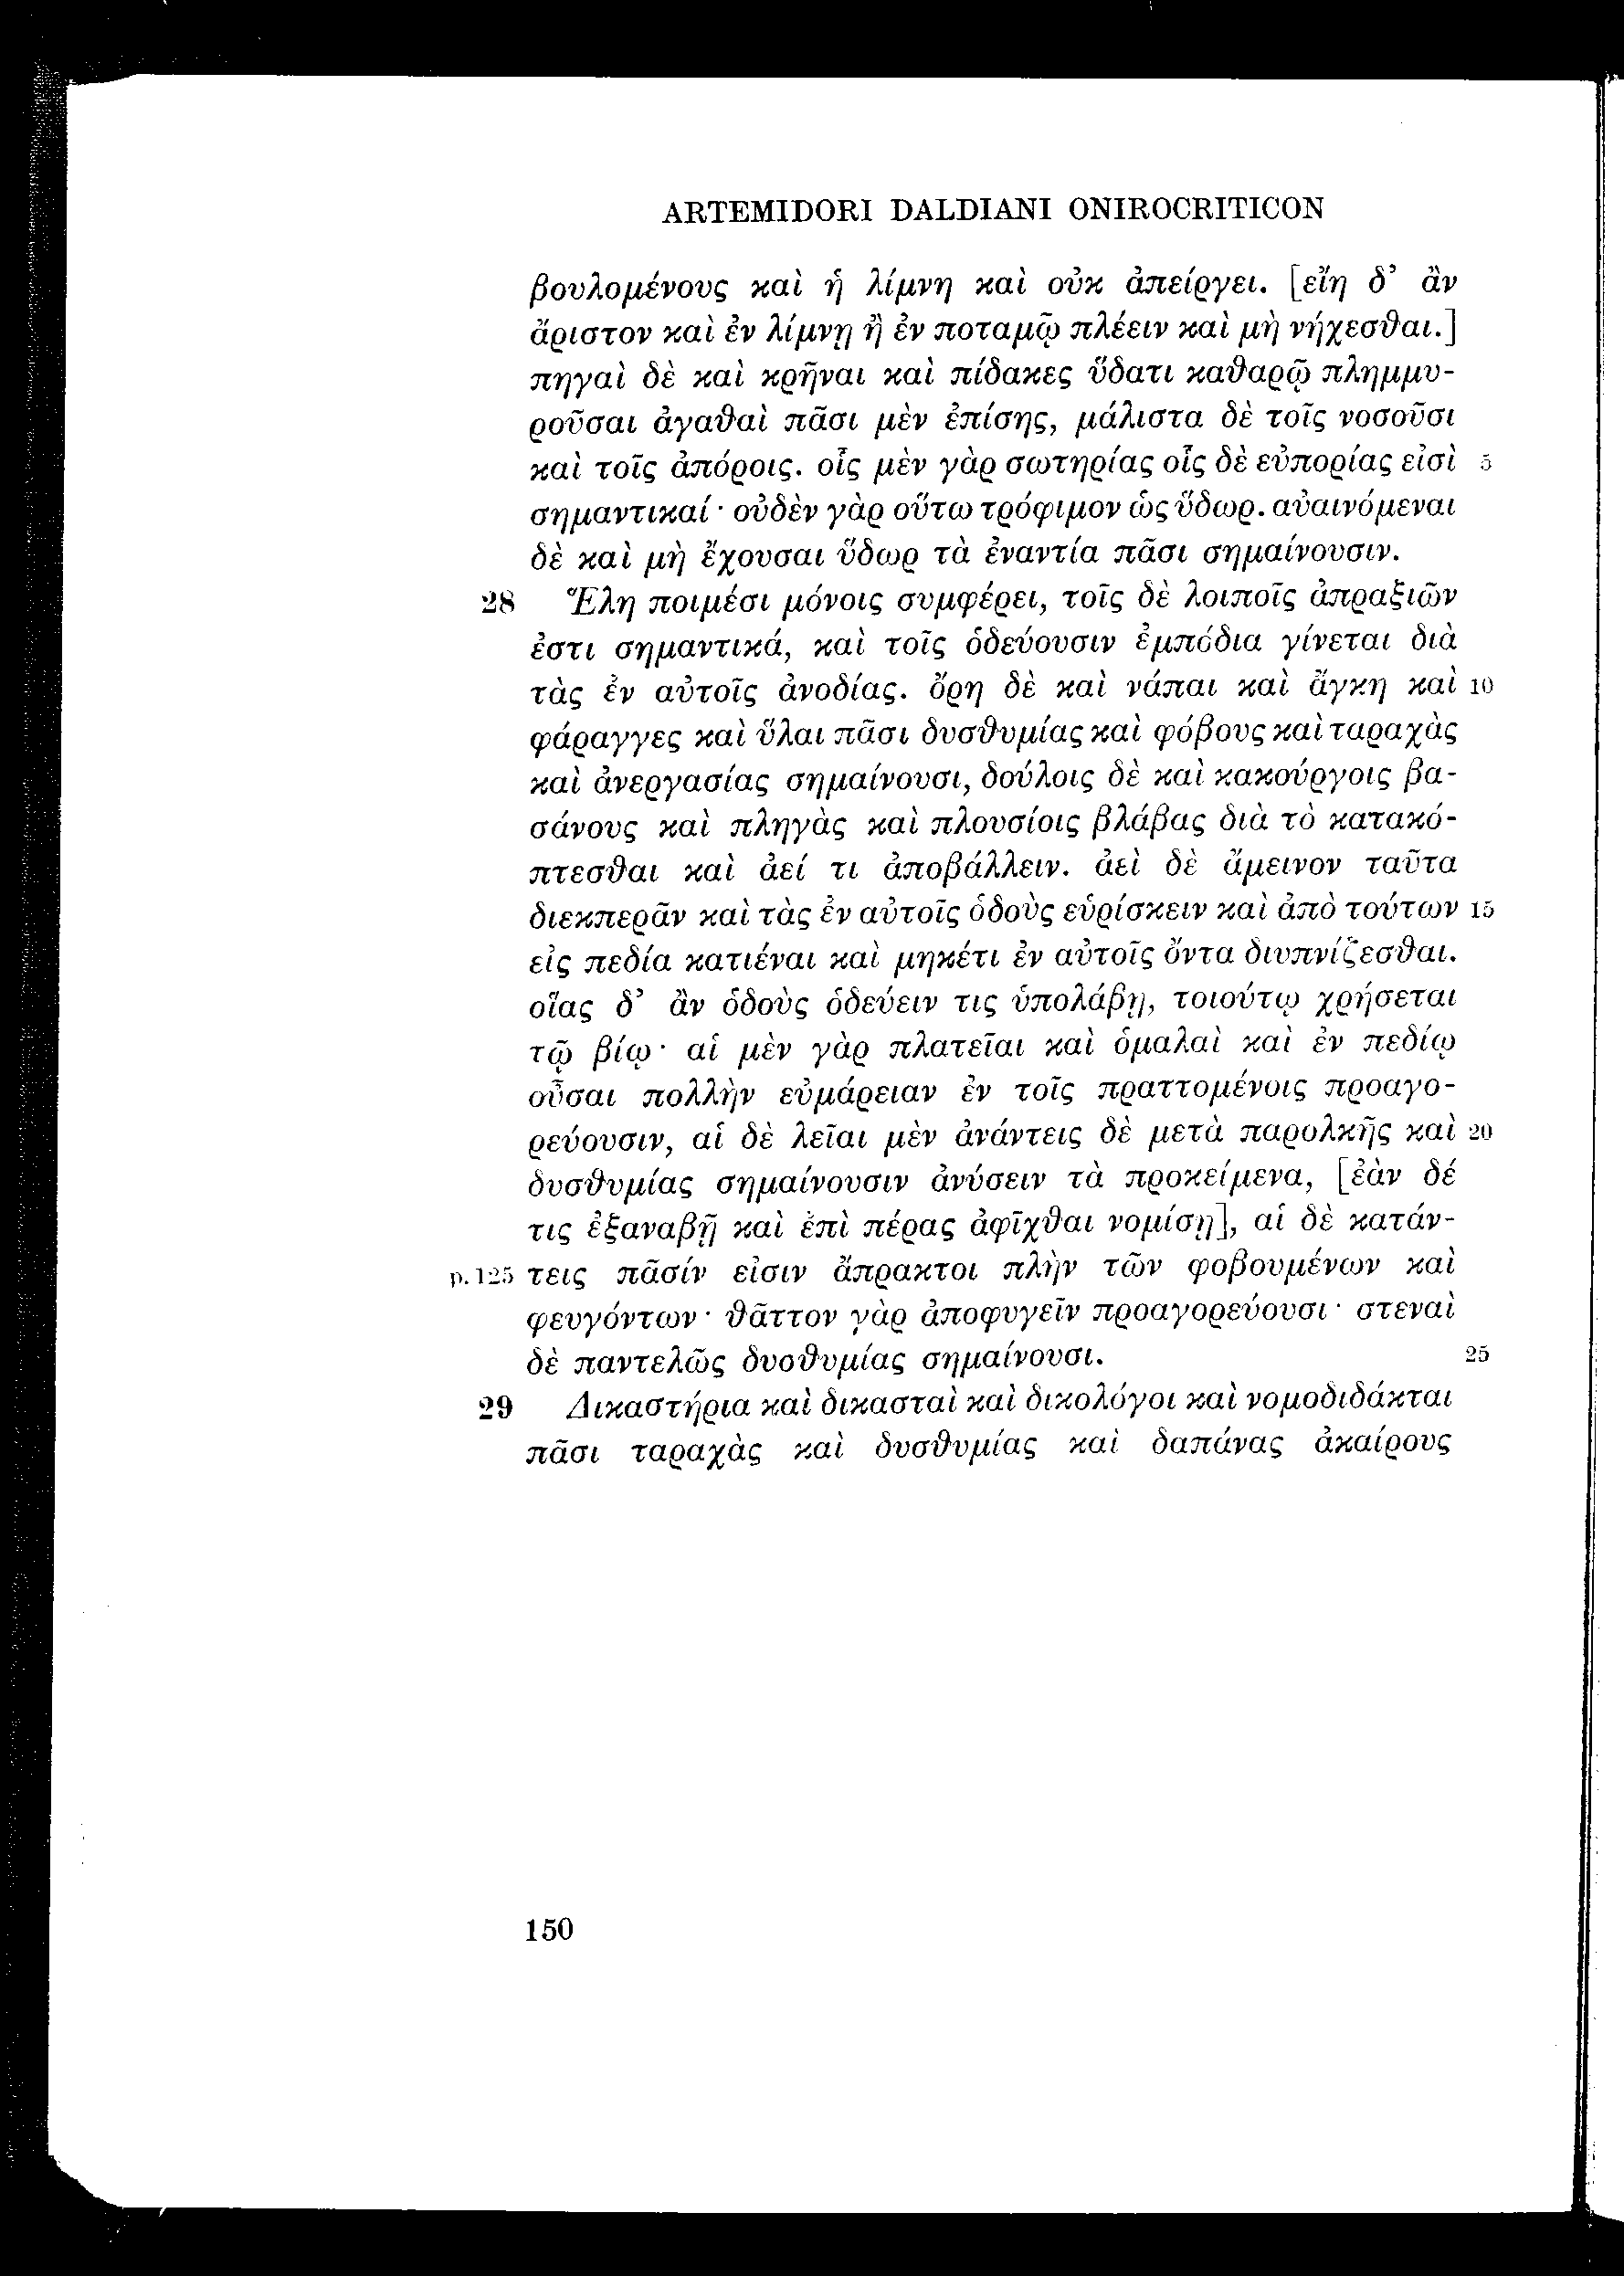 ARTEMIDORI DALDIANI ONIROCRITICON
βουλομένους καὶ ἡ λίμνη καὶ οὐκ ἀπείργει. [εἴη δ’ ἂν
ἄριστον καὶ ἐν λίμνῃ ἢ ἐν ποταμῷ πλέειν καὶ μὴ νήχεσθαι.]
πηγαὶ δὲ καὶ κρῆναι καὶ πίδακες ὕδατι καθαρῷ πλημμυ-
ροῦσαι ἀγαθαὶ πᾶσι μὲν ἐπίσης, μάλιστα δὲ τοῖς νοσοῦσι
καὶ τοῖς ἀπόροις. οἷς μὲν γὰρ σωτηρίας οἷς δὲ εὐπορίας εἰσὶ 5
σημαντικαί· οὐδὲν γὰρ οὕτω τρόφιμον ὡς ὕδωρ. αὐαινόμεναι
δὲ καὶ μὴ ἔχουσαι ὕδωρ τὰ ἐναντία πᾶσι σημαίνουσιν.
28 Ἕλη ποιμέσι μόνοις συμφέρει, τοῖς δὲ λοιποῖς ἀπραξιῶν
ἐστι σημαντικά, καὶ τοῖς ὁδεύουσιν ἐμπόδια γίνεται διὰ
τὰς ἐν αὐτοῖς ἀνοδίας. ὄρη δὲ καὶ νάπαι καὶ ἄγκη καὶ 10
φάραγγες καὶ ὕλαι πᾶσι δυσθυμίας καὶ φόβους καὶ ταραχὰς
καὶ ἀνεργασίας σημαίνουσι, δούλοις δὲ καὶ κακούργοις βα-
σάνους καὶ πληγὰς καὶ πλουσίοις βλάβας διὰ τὸ κατακό-
πτεσθαι καὶ ἀεί τι ἀποβάλλειν. ἀεὶ δὲ ἄμεινον ταῦτα
διεκπερᾶν καὶ τὰς ἐν αὐτοῖς ὁδοὺς εὑρίσκειν καὶ ἀπὸ τούτων 15
εἰς πεδία κατιέναι καὶ μηκέτι ἐν αὐτοῖς ὄντα διυπνίζεσθαι.
οἵας δ’ ἂν ὁδοὺς ὁδεύειν τις ὑπολάβῃ, τοιούτῳ χρήσεται
τῷ βίῳ· αἱ μὲν γὰρ πλατεῖαι καὶ ὁμαλαὶ καὶ ἐν πεδίῳ
οὖσαι πολλὴν εὐμάρειαν ἐν τοῖς πραττομένοις προαγο-
ρεύουσιν, αἱ δὲ λεῖαι μὲν ἀνάντεις δὲ μετὰ παρολκῆς καὶ 20
δυσθυμίας σημαίνουσιν ἀνύσειν τὰ προκείμενα, [ἐὰν δέ
τις ἐξαναβῇ καὶ ἐπὶ πέρας ἀφῖχθαι νομίσῃ], αἱ δὲ κατάν-
p.125 τεις πᾶσίν εἰσιν ἄπρακτοι πλὴν τῶν φοβουμένων καὶ
φευγόντων· θᾶττον γὰρ ἀποφυγεῖν προαγορεύουσι· στεναὶ
δὲ παντελῶς δυσθυμίας σημαίνουσι. 25
29 Δικαστήρια καὶ δικασταὶ καὶ δικολόγοι καὶ νομοδιδάκται
πᾶσι ταραχὰς καὶ δυσθυμίας καὶ δαπάνας ἀκαίρους
150